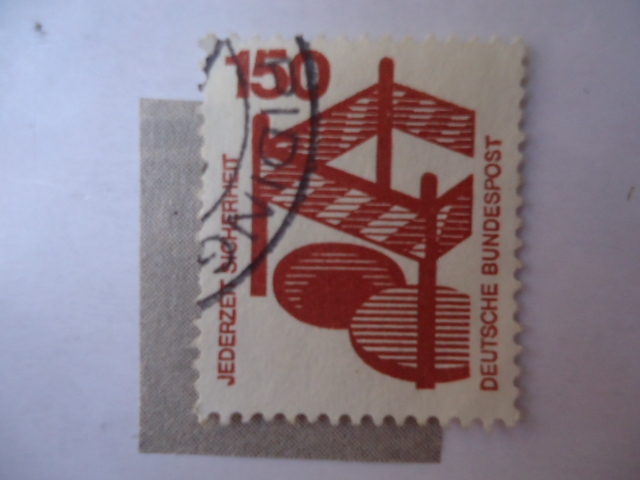 150
JEDERZEIT SICHERHEIT
DEUTSCHE BUNDESPOST